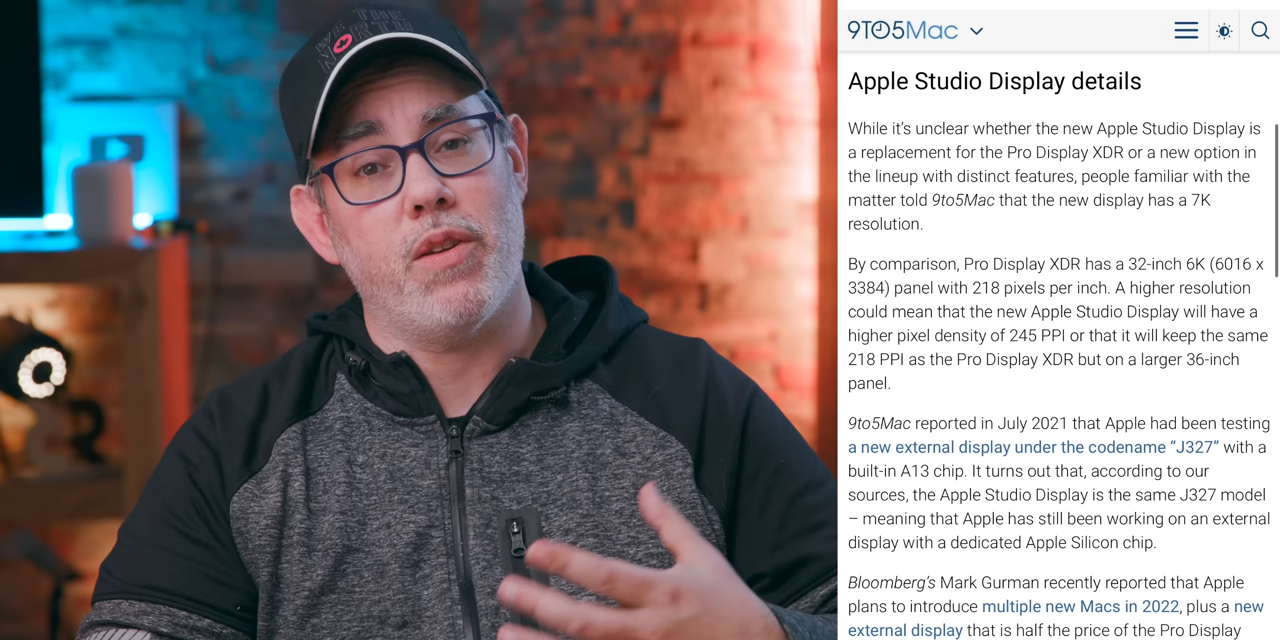 WE THE
NORTH
9TO5Mac
Apple Studio Display details
While it’s unclear whether the new Apple Studio Display is
a replacement for the Pro Display XDR or a new option in
the lineup with distinct features, people familiar with the
matter told 9to5Mac that the new display has a 7K
resolution.
By comparison, Pro Display XDR has a 32-inch 6K (6016 x
3384) panel with 218 pixels per inch. A higher resolution
could mean that the new Apple Studio Display will have a
higher pixel density of 245 PPI or that it will keep the same
218 PPI as the Pro Display XDR but on a larger 36-inch
panel.
9to5Mac reported in July 2021 that Apple had been testing
a new external display under the codename “J327” with a
built-in A13 chip. It turns out that, according to our
sources, the Apple Studio Display is the same J327 model
– meaning that Apple has still been working on an external
display with a dedicated Apple Silicon chip.
Bloomberg’s Mark Gurman recently reported that Apple
plans to introduce multiple new Macs in 2022, plus a new
external display that is half the price of the Pro Display